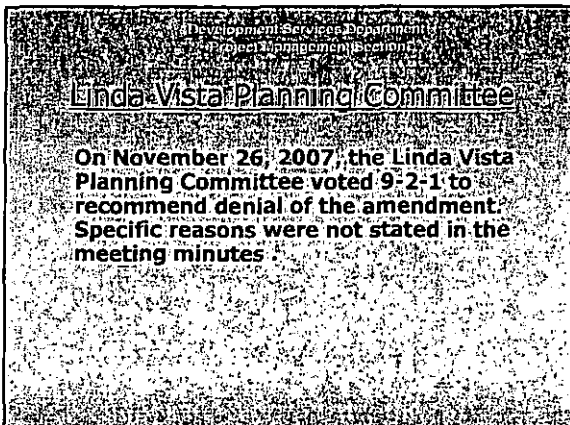 Development Services Department
Project Management Section
Linda Vista Planning Committee
On November 26, 2007, the Linda Vista
Planning Committee voted 9-2-1 to
recommend denial of the amendment.
Specific reasons were not stated in the
meeting minutes .